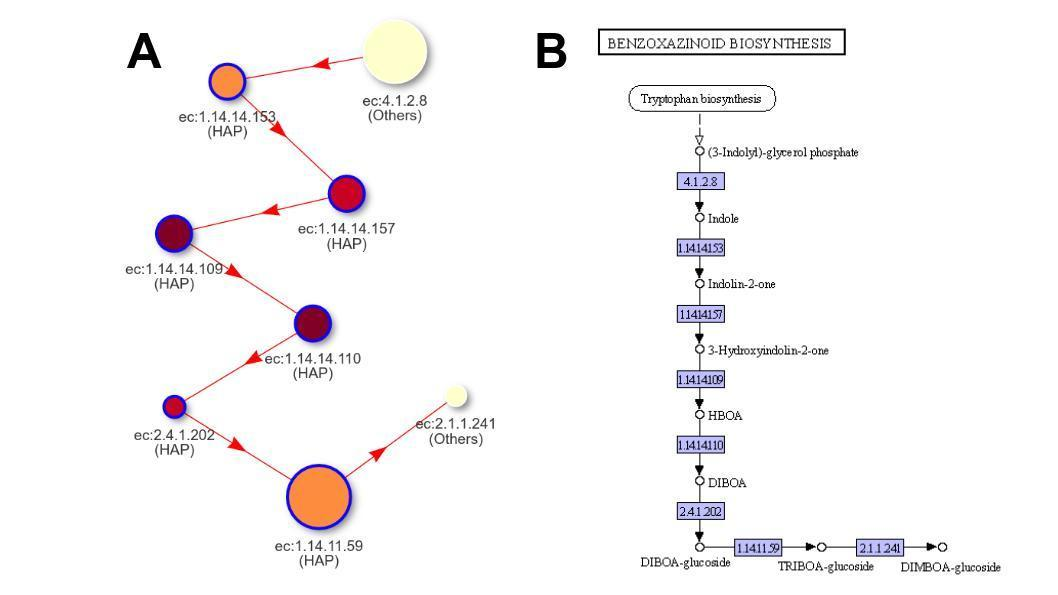 A
ec:4.1.2.8
(Others)
ec:1.14.14.153
(HAP)
ec:1.14.14.157
(HAP)
ec:1.14.14.109
(HAP)
ec:1.14.14.110
(HAP)
ec:2.4.1.202
(HAP)
ec:2.1.1.241
(Others)
ec:1.14.11.59
(HAP)
B
BENZOXAZINOID BIOSYNTHESIS
Tryptophan biosynthesis
(3-Indolyl)-glycerol phosphate
4.1.2.8
Indole
1.14.14.153
Indolin-2-one
1.14.14.157
3-Hydroxyindolin-2-one
1.14.14.109
HBOA
1.14.14.110
DIBOA
2.4.1.202
DIBOA-glucoside
1.14.11.59
TRIBOA-glucoside
2.1.1.241
DIMBOA-glucoside